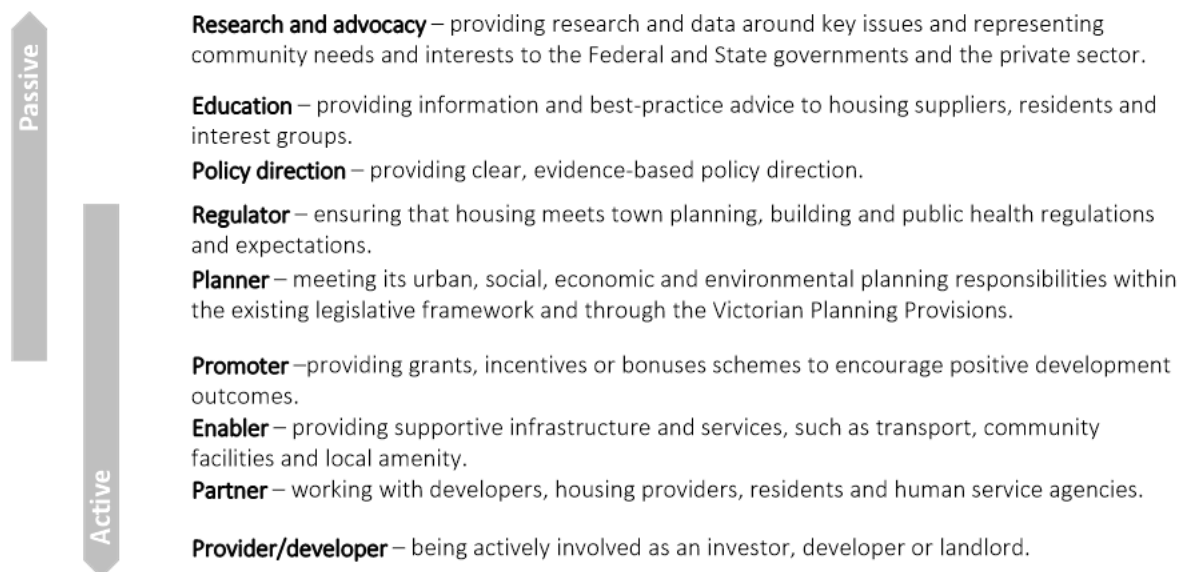 Passive
Research and advocacy – providing research and data around key issues and representing
community needs and interests to the Federal and State governments and the private sector.
Education – providing information and best-practice advice to housing suppliers, residents and
interest groups.
Policy direction – providing clear, evidence-based policy direction.
Regulator – ensuring that housing meets town planning, building and public health regulations
and expectations.
Planner – meeting its urban, social, economic and environmental planning responsibilities within
the existing legislative framework and through the Victorian Planning Provisions.
Promoter –providing grants, incentives or bonuses schemes to encourage positive development
outcomes.
Enabler – providing supportive infrastructure and services, such as transport, community
facilities and local amenity.
Partner – working with developers, housing providers, residents and human service agencies.
Active
Provider/developer – being actively involved as an investor, developer or landlord.